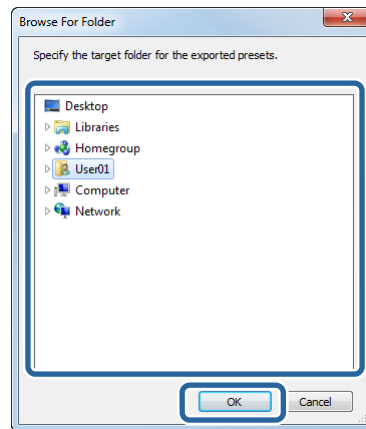 Browse For Folder
Specify the target folder for the exported presets.
Desktop
Libraries
Homegroup
User01
Computer
Network
OK
Cancel